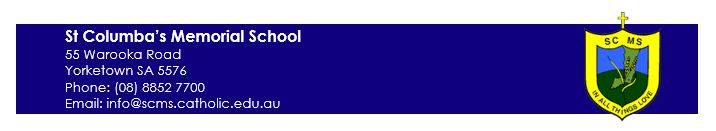 St Columba's Memorial School
55 Warooka Road
Yorketown SA 5576
Phone: (08) 8852 7700
Email: info@scms.catholic.edu.au
SC MS
IN ALL THINGS LOVE